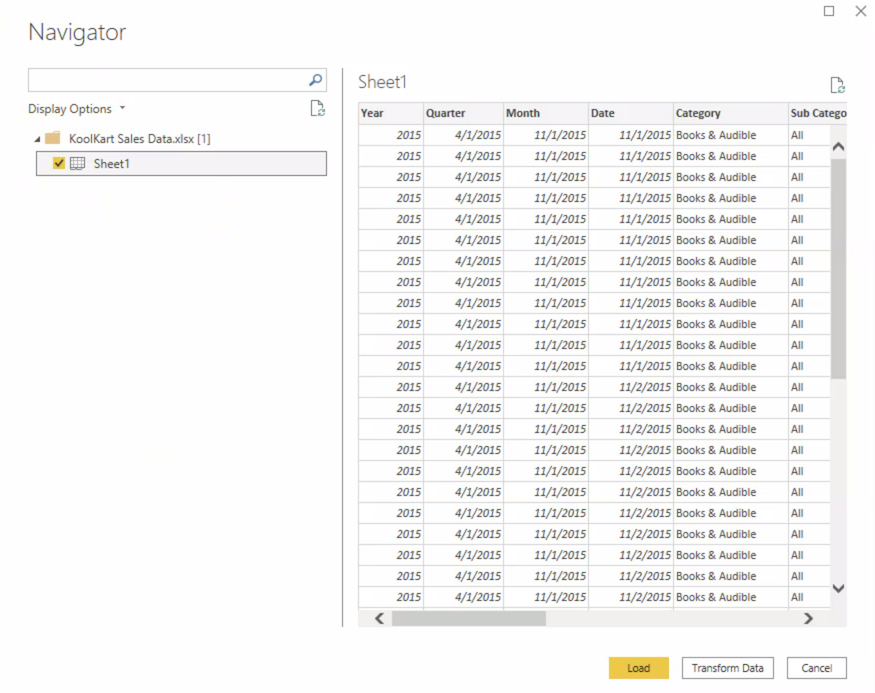 Navigator
Display Options
KoolKart Sales Data.xlsx [1]
Sheet1
Sheet1
Year Quarter Month Date Category Sub Catego
2015 4/1/2015 11/1/2015 11/1/2015 Books & Audible All
2015 4/1/2015 11/1/2015 11/1/2015 Books & Audible All
2015 4/1/2015 11/1/2015 11/1/2015 Books & Audible All
2015 4/1/2015 11/1/2015 11/1/2015 Books & Audible All
2015 4/1/2015 11/1/2015 11/1/2015 Books & Audible All
2015 4/1/2015 11/1/2015 11/1/2015 Books & Audible All
2015 4/1/2015 11/1/2015 11/1/2015 Books & Audible All
2015 4/1/2015 11/1/2015 11/1/2015 Books & Audible All
2015 4/1/2015 11/1/2015 11/1/2015 Books & Audible All
2015 4/1/2015 11/1/2015 11/1/2015 Books & Audible All
2015 4/1/2015 11/1/2015 11/1/2015 Books & Audible All
2015 4/1/2015 11/1/2015 11/1/2015 Books & Audible All
2015 4/1/2015 11/1/2015 11/2/2015 Books & Audible All
2015 4/1/2015 11/1/2015 11/2/2015 Books & Audible All
2015 4/1/2015 11/1/2015 11/2/2015 Books & Audible All
2015 4/1/2015 11/1/2015 11/2/2015 Books & Audible All
2015 4/1/2015 11/1/2015 11/2/2015 Books & Audible All
2015 4/1/2015 11/1/2015 11/2/2015 Books & Audible All
2015 4/1/2015 11/1/2015 11/2/2015 Books & Audible All
2015 4/1/2015 11/1/2015 11/2/2015 Books & Audible All
2015 4/1/2015 11/1/2015 11/2/2015 Books & Audible All
2015 4/1/2015 11/1/2015 11/2/2015 Books & Audible All
2015 4/1/2015 11/1/2015 11/2/2015 Books & Audible All
Load Transform Data Cancel